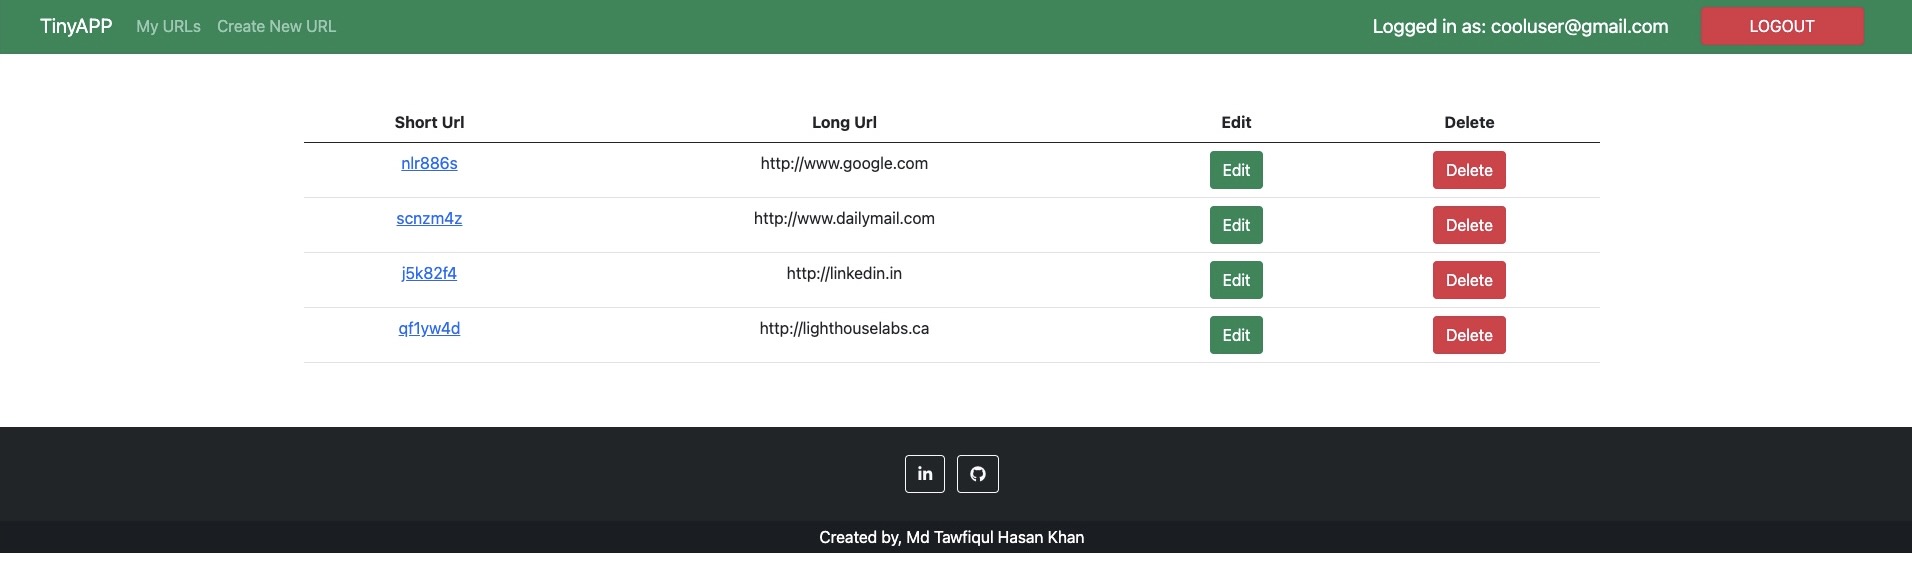 TinyAPP My URLs Create New URL Logged in as: cooluser@gmail.com LOGOUT
Short Url Long Url Edit Delete
nlr886s http://www.google.com Edit Delete
scnzm4z http://www.dailymail.com Edit Delete
j5k82f4 http://linkedin.in Edit Delete
qf1yw4d http://lighthouselabs.ca Edit Delete
in
Created by, Md Tawfiqul Hasan Khan